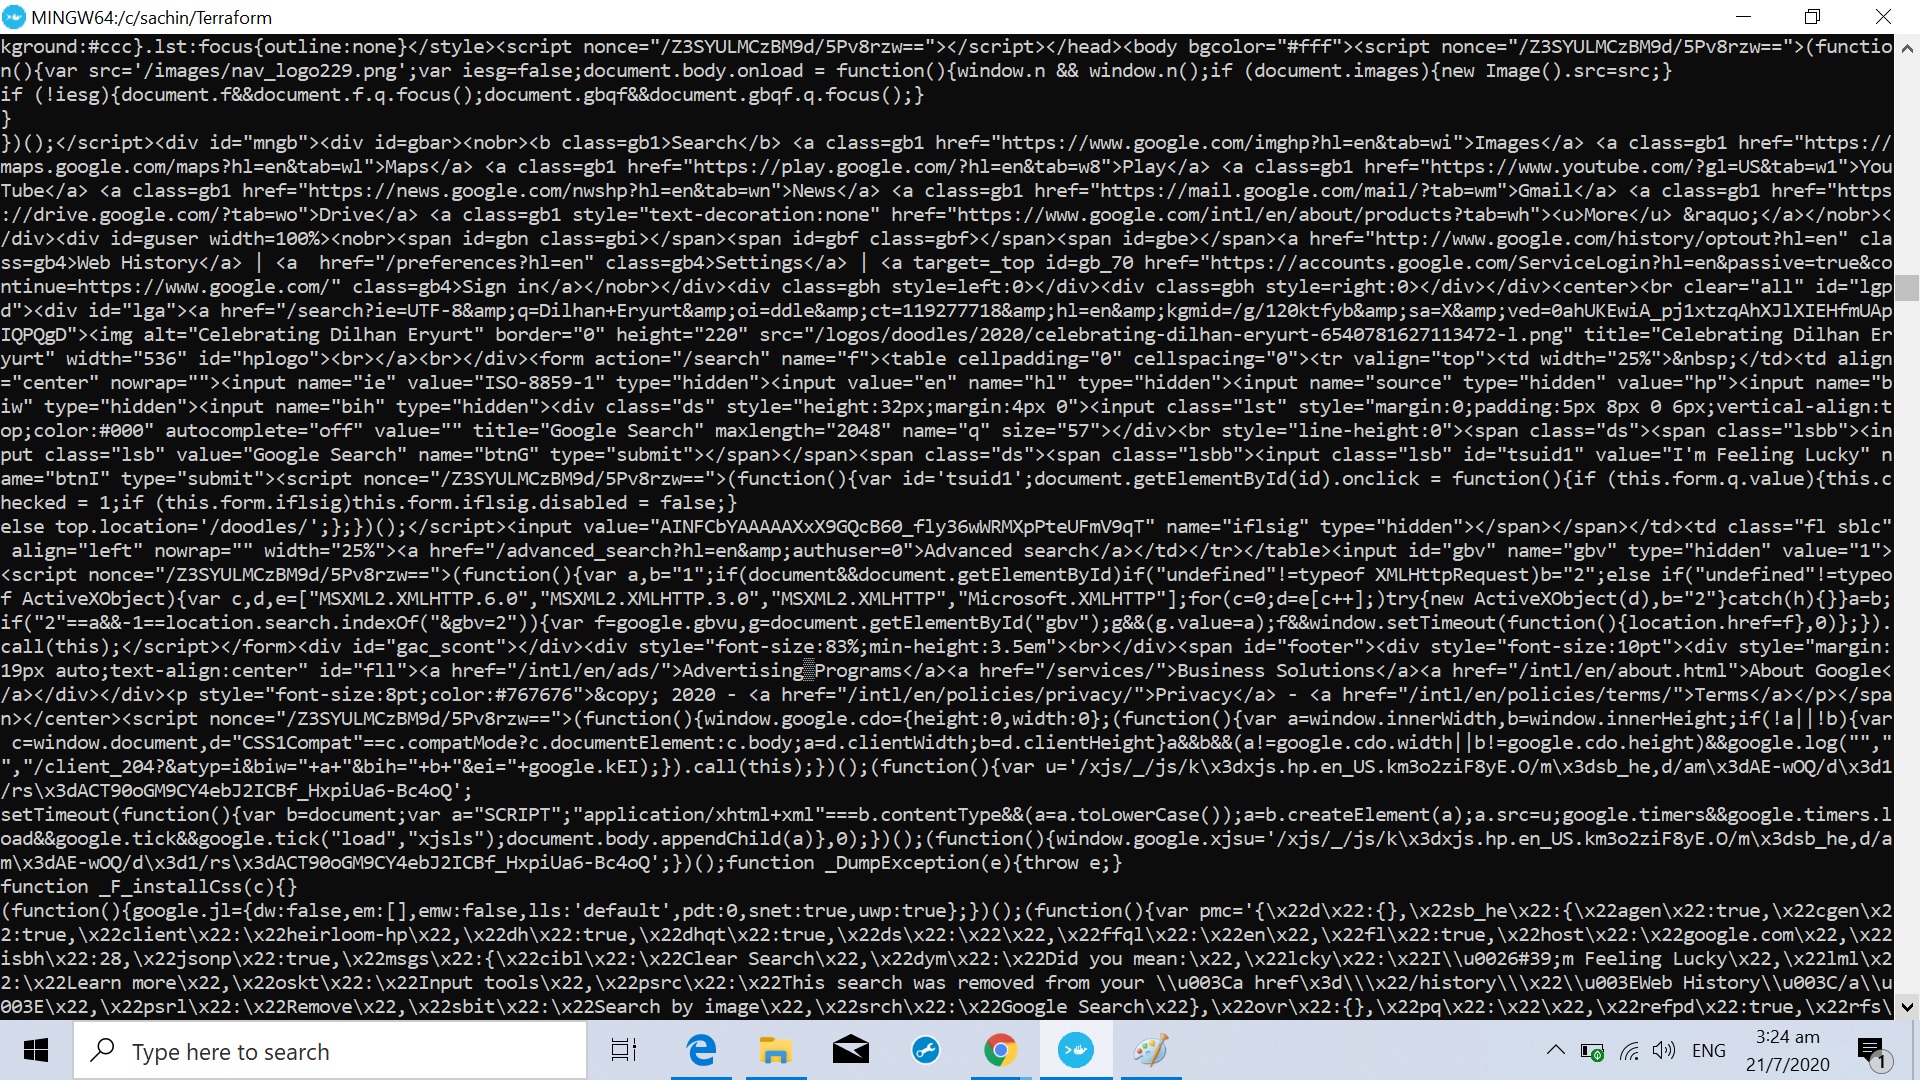 MINGW64:/c/sachin/Terraform
kground:#ccc}.lst:focus{outline:none}</style><script nonce="/Z3SYULMCzBM9d/5Pv8rzw=="></script></head><body bgcolor="#fff"><script nonce="/Z3SYULMCzBM9d/5Pv8rzw==">(functio
n(){var src='/images/nav_logo229.png';var iesg=false;document.body.onload = function(){window.n && window.n();if (document.images){new Image().src=src;}
if (!iesg){document.f&&document.f.q.focus();document.gbqf&&document.gbqf.q.focus();}
}
})();</script><div id="mngb"><div id=gbar><nobr><b class=gb1>Search</b> <a class=gb1 href="https://www.google.com/imghp?hl=en&tab=wi">Images</a> <a class=gb1 href="https://
maps.google.com/maps?hl=en&tab=wl">Maps</a> <a class=gb1 href="https://play.google.com/?hl=en&tab=w8">Play</a> <a class=gb1 href="https://www.youtube.com/?gl=US&tab=w1">You
Tube</a> <a class=gb1 href="https://news.google.com/nwshp?hl=en&tab=wn">News</a> <a class=gb1 href="https://mail.google.com/mail/?tab=wm">Gmail</a> <a class=gb1 href="https
://drive.google.com/?tab=wo">Drive</a> <a class=gb1 style="text-decoration:none" href="https://www.google.com/intl/en/about/products?tab=wh"><u>More</u> &raquo;</a></nobr><
/div><div id=guser width=100%><nobr><span id=gbn class=gbi></span><span id=gbf class=gbf></span><span id=gbe></span><a href="http://www.google.com/history/optout?hl=en" cla
ss=gb4>Web History</a> | <a  href="/preferences?hl=en" class=gb4>Settings</a> | <a target=_top id=gb_70 href="https://accounts.google.com/ServiceLogin?hl=en&passive=true&co
ntinue=https://www.google.com/" class=gb4>Sign in</a></nobr></div><div class=gbh style=left:0></div><div class=gbh style=right:0></div></div><center><br clear="all" id="lgp
d"><div id="lga"><a href="/search?ie=UTF-8&amp;q=Dilhan+Eryurt&amp;oi=ddle&amp;ct=119277718&amp;hl=en&amp;kgmid=/g/120ktfyb&amp;sa=X&amp;ved=0ahUKEwiA_pj1xtzqAhXJlXIEHfmUAp
IQPQgD"><img alt="Celebrating Dilhan Eryurt" border="0" height="220" src="/logos/doodles/2020/celebrating-dilhan-eryurt-6540781627113472-l.png" title="Celebrating Dilhan Er
yurt" width="536" id="hplogo"><br></a><br></div><form action="/search" name="f"><table cellpadding="0" cellspacing="0"><tr valign="top"><td width="25%">&nbsp;</td><td align
="center" nowrap=""><input name="ie" value="ISO-8859-1" type="hidden"><input value="en" name="hl" type="hidden"><input name="source" type="hidden" value="hp"><input name="b
iw" type="hidden"><input name="bih" type="hidden"><div class="ds" style="height:32px;margin:4px 0"><input class="lst" style="margin:0;padding:5px 8px 0 6px;vertical-align:t
op;color:#000" autocomplete="off" value="" title="Google Search" maxlength="2048" name="q" size="57"></div><br style="line-height:0"><span class="ds"><span class="lsbb"><in
put class="lsb" value="Google Search" name="btnG" type="submit"></span></span><span class="ds"><span class="lsbb"><input class="lsb" id="tsuid1" value="I'm Feeling Lucky" n
ame="btnI" type="submit"><script nonce="/Z3SYULMCzBM9d/5Pv8rzw==">(function(){var id='tsuid1';document.getElementById(id).onclick = function(){if (this.form.q.value){this.c
hecked = 1;if (this.form.iflsig)this.form.iflsig.disabled = false;}
else top.location='/doodles/';};})();</script><input value="AINFCbYAAAAAXxX9GQcB60_fly36wWRMXpPteUFmV9qT" name="iflsig" type="hidden"></span></span></td><td class="fl sblc"
 align="left" nowrap="" width="25%"><a href="/advanced_search?hl=en&amp;authuser=0">Advanced search</a></td></tr></table><input id="gbv" name="gbv" type="hidden" value="1">
<script nonce="/Z3SYULMCzBM9d/5Pv8rzw==">(function(){var a,b="1";if(document&&document.getElementById)if("undefined"!=typeof XMLHttpRequest)b="2";else if("undefined"!=typeo
f ActiveXObject){var c,d,e=["MSXML2.XMLHTTP.6.0","MSXML2.XMLHTTP.3.0","MSXML2.XMLHTTP","Microsoft.XMLHTTP"];for(c=0;d=e[c++];)try{new ActiveXObject(d),b="2"}catch(h){}}a=b;
if("2"==a&&-1==location.search.indexOf("&gbv=2")){var f=google.gbvu,g=document.getElementById("gbv");g&&(g.value=a);f&&window.setTimeout(function(){location.href=f},0)};}).
call(this);</script></form><div id="gac_scont"></div><div style="font-size:83%;min-height:3.5em"><br></div><span id="footer"><div style="font-size:10pt"><div style="margin:
19px auto;text-align:center" id="fll"><a href="/intl/en/ads/">Advertising Programs</a><a href="/services/">Business Solutions</a><a href="/intl/en/about.html">About Google<
/a></div></div><p style="font-size:8pt;color:#767676">&copy; 2020 - <a href="/intl/en/policies/privacy/">Privacy</a> - <a href="/intl/en/policies/terms/">Terms</a></p></spa
n></center><script nonce="/Z3SYULMCzBM9d/5Pv8rzw==">(function(){window.google.cdo={height:0,width:0};(function(){var a=window.innerWidth,b=window.innerHeight;if(!a||!b){var
 c=window.document,d="CSS1Compat"==c.compatMode?c.documentElement:c.body;a=d.clientWidth;b=d.clientHeight}a&&b&&(a!=google.cdo.width||b!=google.cdo.height)&&google.log("","
","/client_204?&atyp=i&biw="+a+"&bih="+b+"&ei="+google.kEI);}).call(this);})();(function(){var u='/xjs/_/js/k\x3dxjs.hp.en_US.km3o2ziF8yE.O/m\x3dsb_he,d/am\x3dAE-wOQ/d\x3d1
/rs\x3dACT90oGM9CY4ebJ2ICBf_HxpiUa6-Bc4oQ';
setTimeout(function(){var b=document;var a="SCRIPT";"application/xhtml+xml"===b.contentType&&(a=a.toLowerCase());a=b.createElement(a);a.src=u;google.timers&&google.timers.l
oad&&google.tick&&google.tick("load","xjsls");document.body.appendChild(a)},0);})();(function(){window.google.xjsu='/xjs/_/js/k\x3dxjs.hp.en_US.km3o2ziF8yE.O/m\x3dsb_he,d/a
m\x3dAE-wOQ/d\x3d1/rs\x3dACT90oGM9CY4ebJ2ICBf_HxpiUa6-Bc4oQ';})();function _DumpException(e){throw e;}
function _F_installCss(c){}
(function(){google.jl={dw:false,em:[],emw:false,lls:'default',pdt:0,snet:true,uwp:true};})();(function(){var pmc='{\x22d\x22:{},\x22sb_he\x22:{\x22agen\x22:true,\x22cgen\x2
2:true,\x22client\x22:\x22heirloom-hp\x22,\x22dh\x22:true,\x22dhqt\x22:true,\x22ds\x22:\x22\x22,\x22ffql\x22:\x22en\x22,\x22fl\x22:true,\x22host\x22:\x22google.com\x22,\x22
isbh\x22:28,\x22jsonp\x22:true,\x22msgs\x22:{\x22cibl\x22:\x22Clear Search\x22,\x22dym\x22:\x22Did you mean:\x22,\x22lcky\x22:\x22I\\u0026#39;m Feeling Lucky\x22,\x22lml\x2
2:\x22Learn more\x22,\x22oskt\x22:\x22Input tools\x22,\x22psrc\x22:\x22This search was removed from your \\u003Ca href\x3d\\\x22/history\\\x22\\u003EWeb History\\u003C/a\\u
003E\x22,\x22psrl\x22:\x22Remove\x22,\x22sbit\x22:\x22Search by image\x22,\x22srch\x22:\x22Google Search\x22},\x22ovr\x22:{},\x22pq\x22:\x22\x22,\x22refpd\x22:true,\x22rfs\
Type here to search
ENG
3:24 am
21/7/2020
1